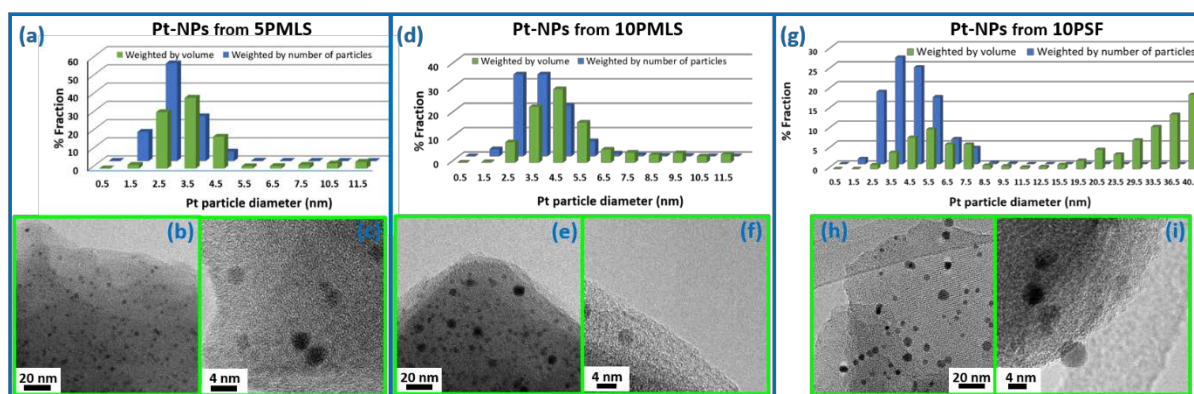 (a)
Pt-NPs from 5PMLS
Weighted by volume Weighted by number of particles
% Fraction
60
50
40
30
20
10
0
0.5 1.5 2.5 3.5 4.5 5.5 6.5 7.5 8.5 9.5 10.5 11.5
Pt particle diameter (nm)
(b)
20 nm
(c)
4 nm
(d)
Pt-NPs from 10PMLS
Weighted by volume Weighted by number of particles
% Fraction
40
30
20
10
0
0.5 1.5 2.5 3.5 4.5 5.5 6.5 7.5 8.5 9.5 10.5 11.5
Pt particle diameter (nm)
(e)
20 nm
(f)
4 nm
(g)
Pt-NPs from 10PSF
Weighted by volume Weighted by number of particles
% Fraction
30
25
20
15
10
5
0
0.5 1.5 2.5 3.5 4.5 5.5 6.5 7.5 8.5 9.5 11.5 12.5 15.5 19.5 20.5 23.5 29.5 33.5 36.5 40.
Pt particle diameter (nm)
(h)
20 nm
(i)
4 nm